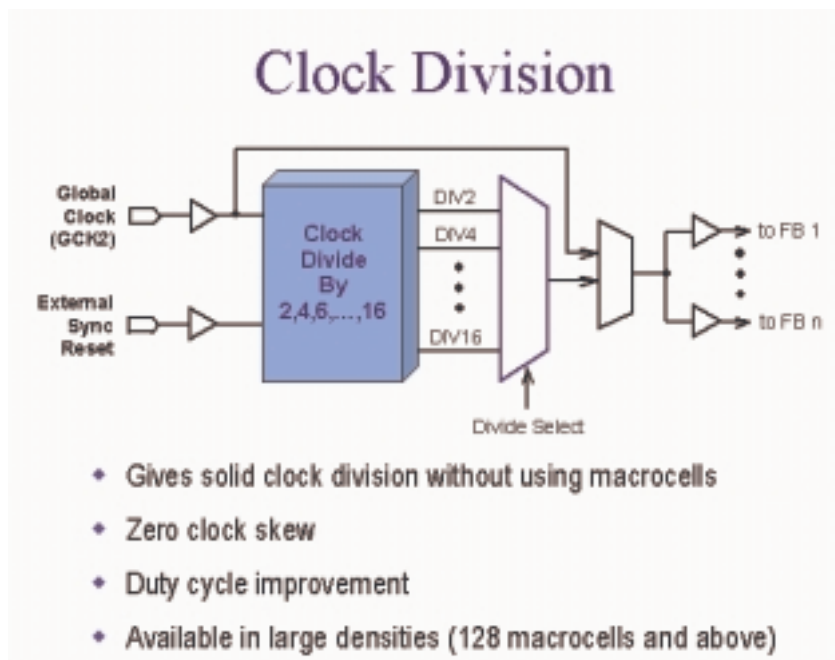 Clock Division
Global
Clock
(GCK2)
External
Sync
Reset
Clock
Divide
By
2,4,6,...,16
DIV2
DIV4
DIV16
Divide Select
to FB 1
to FB n
Gives solid clock division without using macrocells
Zero clock skew
Duty cycle improvement
Available in large densities (128 macrocells and above)